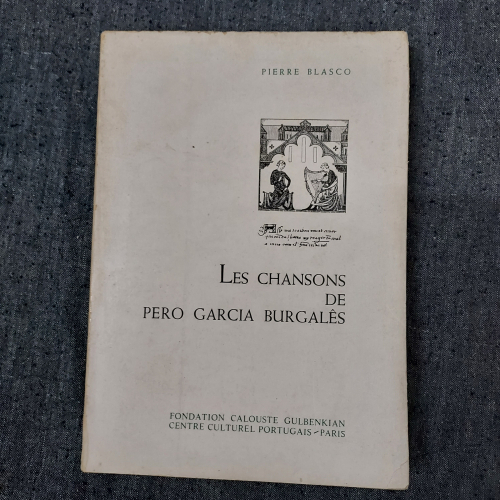 PIERRE BLASCO
LES CHANSONS
DE
PERO GARCIA BURGALÊS
FONDATION CALOUSTE GULBENKIAN
CENTRE CULTUREL PORTUGAIS – PARIS